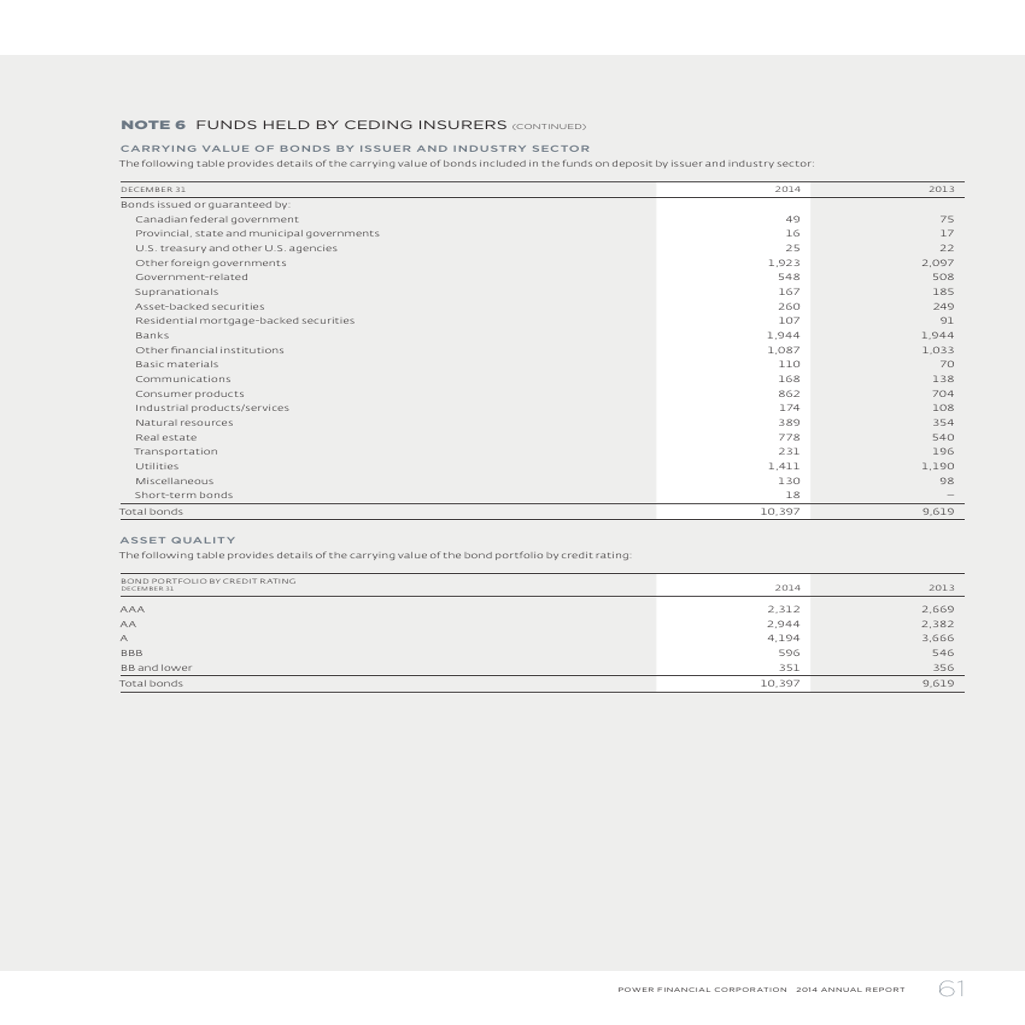 NOTE 6 FUNDS HELD BY CEDING INSURERS (CONTINUED)
CARRYING VALUE OF BONDS BY ISSUER AND INDUSTRY SECTOR
The following table provides details of the carrying value of bonds included in the funds on deposit by issuer and industry sector:
DECEMBER 31 2014 2013
Bonds issued or guaranteed by:
Canadian federal government 49 75
Provincial, state and municipal governments 16 17
U.S. treasury and other U.S. agencies 25 22
Other foreign governments 1,923 2,097
Government-related 548 508
Supranationals 167 185
Asset-backed securities 260 249
Residential mortgage-backed securities 107 91
Banks 1,944 1,944
Other financial institutions 1,087 1,033
Basic materials 110 70
Communications 168 138
Consumer products 862 704
Industrial products/services 174 108
Natural resources 389 354
Real estate 778 540
Transportation 231 196
Utilities 1,411 1,190
Miscellaneous 130 98
Short-term bonds 18 –
Total bonds 10,397 9,619
ASSET QUALITY
The following table provides details of the carrying value of the bond portfolio by credit rating:
BOND PORTFOLIO BY CREDIT RATING
DECEMBER 31 2014 2013
AAA 2,312 2,669
AA 2,944 2,382
A 4,194 3,666
BBB 596 546
BB and lower 351 356
Total bonds 10,397 9,619
POWER FINANCIAL CORPORATION 2014 ANNUAL REPORT 61